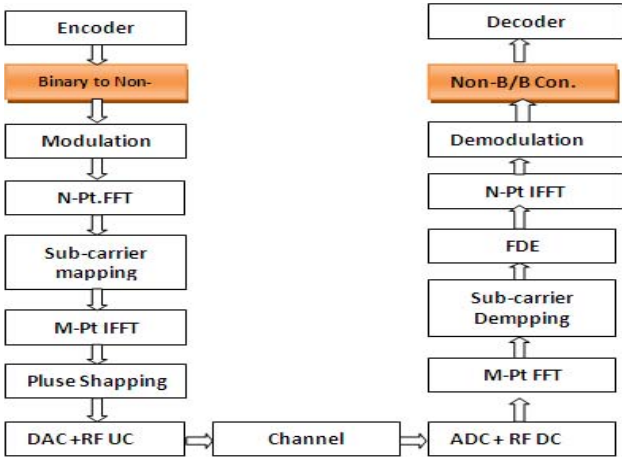 Encoder
Binary to Non-
Modulation
N-Pt.FFT
Sub-carrier
mapping
M-Pt IFFT
Pluse Shapping
DAC +RF UC
Channel
Decoder
Non-B/B Con.
Demodulation
N-Pt IFFT
FDE
Sub-carrier
Dempping
M-Pt FFT
ADC + RF DC